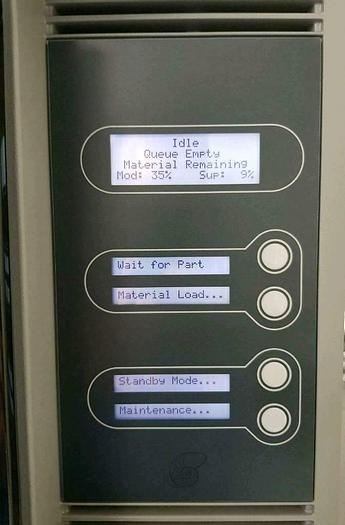 Idle
Queue Empty
Material Remaining
Mod: 35% Sup: 9%
Wait for Part
Material Load...
Standby Mode...
Maintenance...